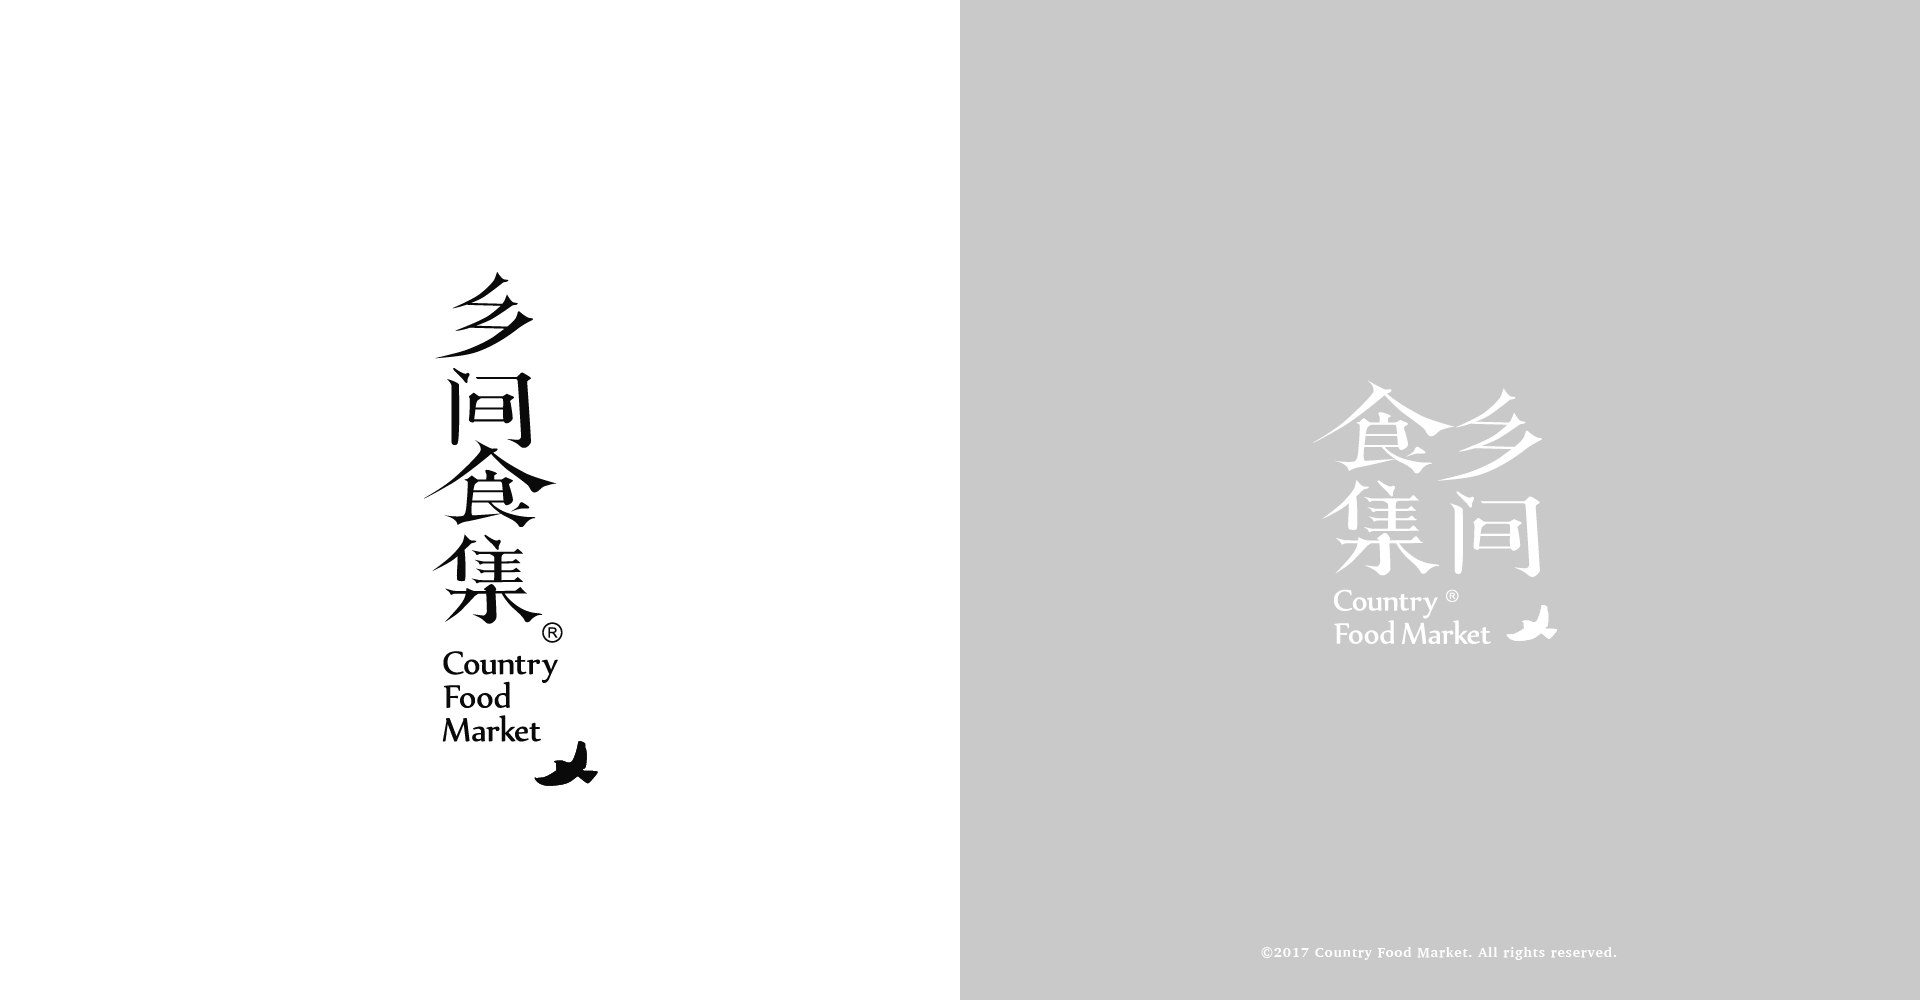 乡间食集
®
Country
Food
Market
乡间
食集
Country ®
Food Market
©2017 Country Food Market. All rights reserved.